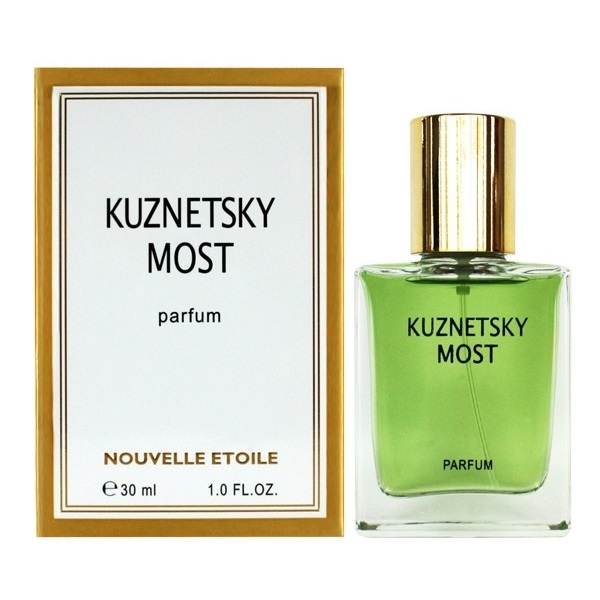 KUZNETSKY
MOST
parfum
NOUVELLE ETOILE
℮ 30 ml 1.0 FL.OZ.
KUZNETSKY
MOST
PARFUM